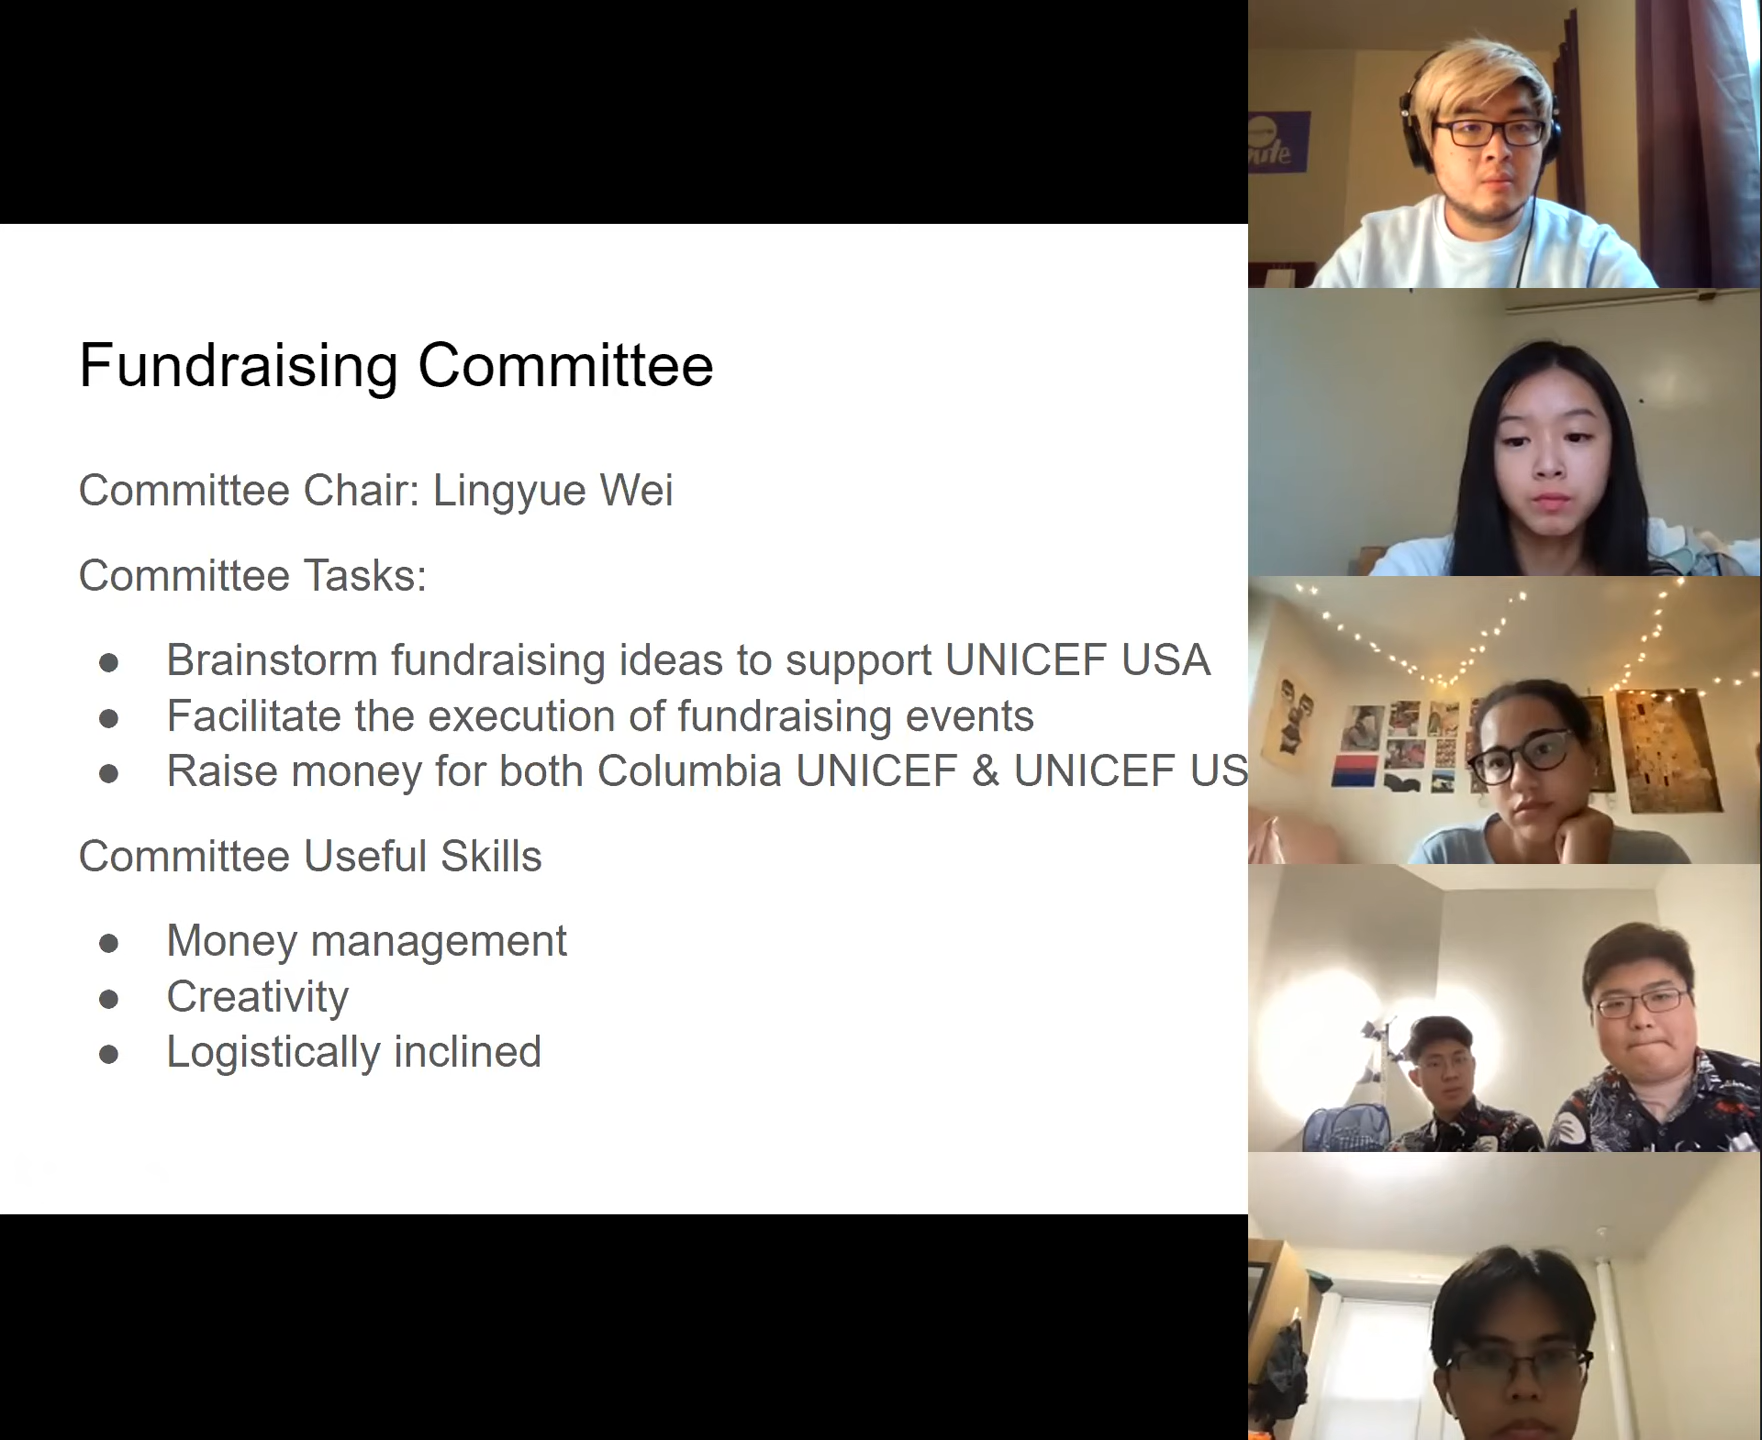 Fundraising Committee
Committee Chair: Lingyue Wei
Committee Tasks:
● Brainstorm fundraising ideas to support UNICEF USA
● Facilitate the execution of fundraising events
● Raise money for both Columbia UNICEF & UNICEF US
Committee Useful Skills
● Money management
● Creativity
● Logistically inclined